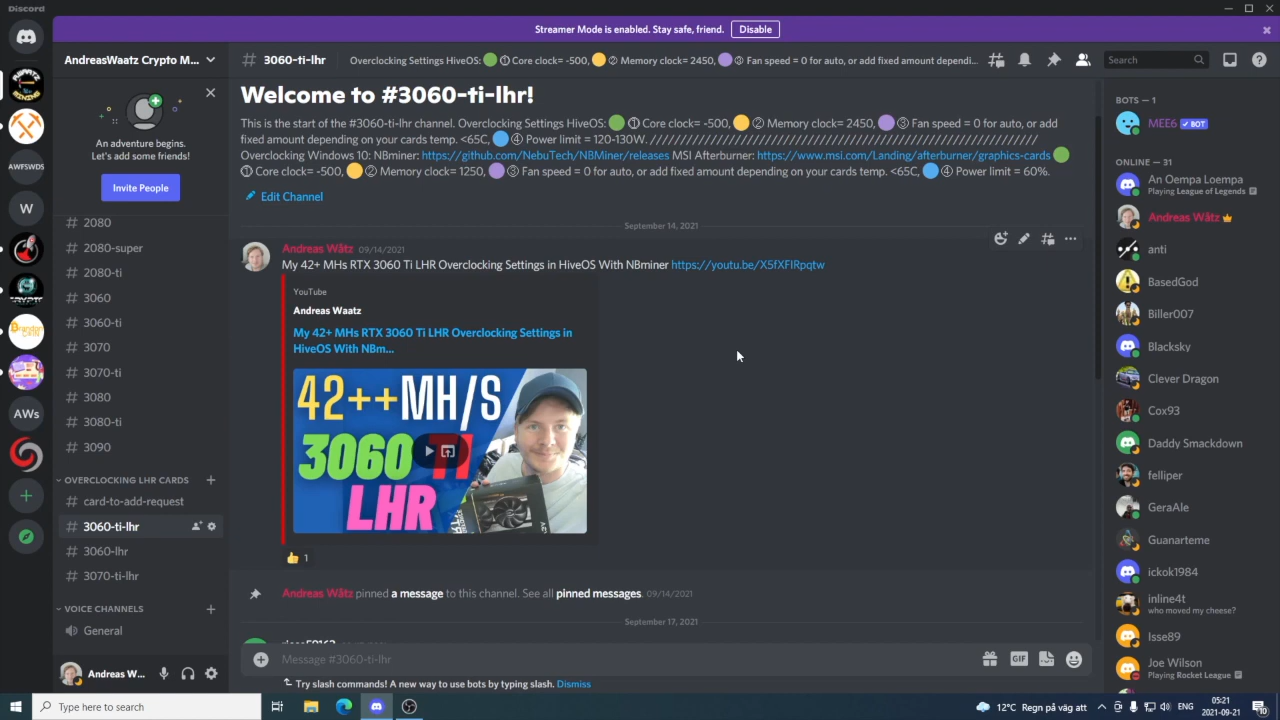 Discord
Streamer Mode is enabled. Stay safe, friend.
Disable
AndreasWaatz Crypto M...
An adventure begins.
Let's add some friends!
Invite People
# 2080
# 2080-super
# 2080-ti
# 3060
# 3060-ti
# 3070
# 3070-ti
# 3080
# 3080-ti
# 3090
OVERCLOCKING LHR CARDS
# card-to-add-request
# 3060-ti-lhr
# 3060-lhr
# 3070-ti-lhr
VOICE CHANNELS
General
Andreas W...
AWFSWDS
W
AWs
# 3060-ti-lhr
Overclocking Settings HiveOS: 🟢 ① Core clock= -500, 🟡 ② Memory clock= 2450, 🟣 ③ Fan speed = 0 for auto, or add fixed amount dependi...
Search
Welcome to #3060-ti-lhr!
This is the start of the #3060-ti-lhr channel. Overclocking Settings HiveOS: 🟢 ① Core clock= -500, 🟡 ② Memory clock= 2450, 🟣 ③ Fan speed = 0 for auto, or add
fixed amount depending on your cards temp. <65C, 🔵 ④ Power limit = 120-130W. ////////////////////////////////////////////////////////////////////
Overclocking Windows 10: NBminer: https://github.com/NebuTech/NBMiner/releases MSI Afterburner: https://www.msi.com/Landing/afterburner/graphics-cards 🟢
① Core clock= -500, 🟡 ② Memory clock= 1250, 🟣 ③ Fan speed = 0 for auto, or add fixed amount depending on your cards temp. <65C, 🔵 ④ Power limit = 60%.
Edit Channel
September 14, 2021
Andreas Wåtz 09/14/2021
My 42+ MHs RTX 3060 Ti LHR Overclocking Settings in HiveOS With NBminer https://youtu.be/X5fXFIRpqtw
YouTube
Andreas Waatz
My 42+ MHs RTX 3060 Ti LHR Overclocking Settings in
HiveOS With NBm...
42++MH/S
3060 TI
LHR
👍 1
Andreas Wåtz pinned a message to this channel. See all pinned messages. 09/14/2021
September 17, 2021
Message #3060-ti-lhr
GIF
Try slash commands! A new way to use bots by typing slash. Dismiss
BOTS — 1
MEE6 ✓ BOT
ONLINE — 31
An Oempa Loempa
Playing League of Legends
Andreas Wåtz
anti
BasedGod
Biller007
Blacksky
Clever Dragon
Cox93
Daddy Smackdown
felliper
GeraAle
Guanarteme
ickok1984
inline4t
who moved my cheese?
Isse89
Joe Wilson
Playing Rocket League
Type here to search
12°C Regn på väg att
ENG
05:21
2021-09-21
10